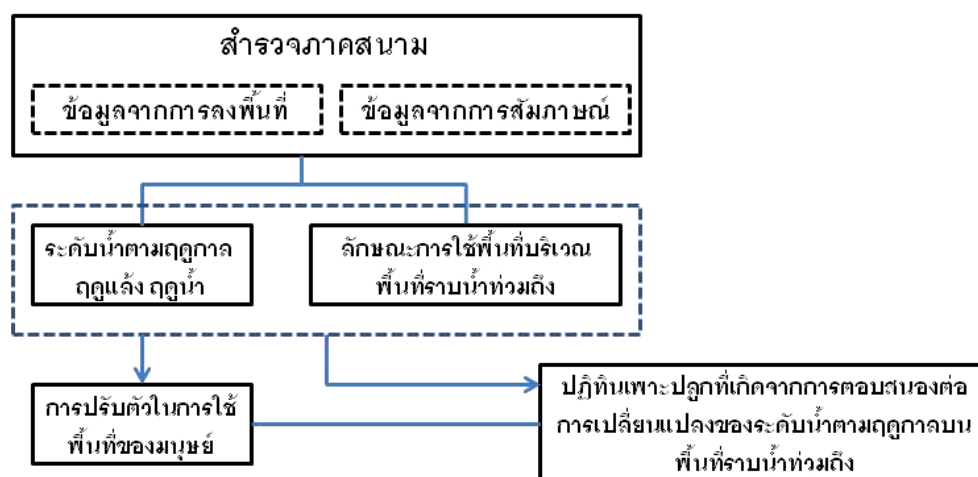 สำรวจภาคสนาม
ข้อมูลจากการลงพื้นที่
ข้อมูลจากการสัมภาษณ์
ระดับน้ำตามฤดูกาล
ฤดูแล้ง ฤดูน้ำ
ลักษณะการใช้พื้นที่บริเวณ
พื้นที่ราบน้ำท่วมถึง
การปรับตัวในการใช้
พื้นที่ของมนุษย์
ปฏิทินเพาะปลูกที่เกิดจากการตอบสนองต่อ
การเปลี่ยนแปลงของระดับน้ำตามฤดูกาลบน
พื้นที่ราบน้ำท่วมถึง